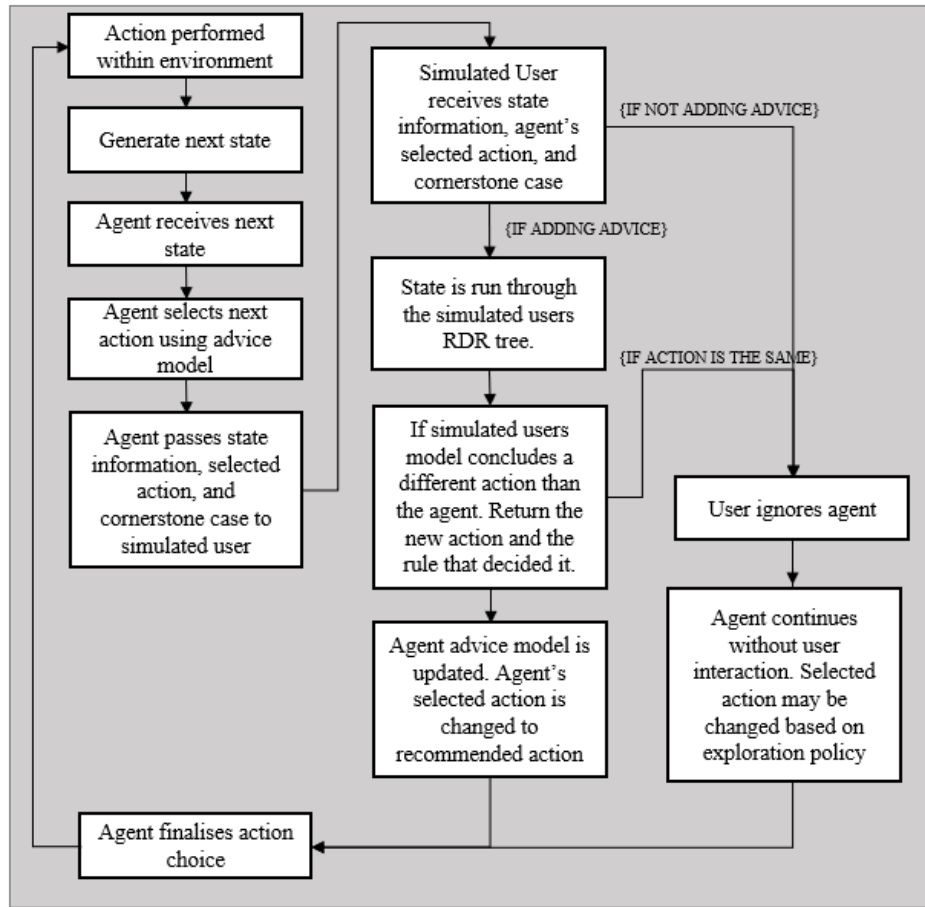 Action performed
within environment
Generate next state
Agent receives next
state
Agent selects next
action using advice
model
Agent passes state
information, selected
action, and
cornerstone case to
simulated user
Simulated User
receives state
information, agent's
selected action, and
cornerstone case
{IF NOT ADDING ADVICE}
{IF ADDING ADVICE}
State is run through
the simulated users
RDR tree.
{IF ACTION IS THE SAME}
If simulated users
model concludes a
different action than
the agent. Return the
new action and the
rule that decided it.
User ignores agent
Agent advice model is
updated. Agent's
selected action is
changed to
recommended action
Agent continues
without user
interaction. Selected
action may be
changed based on
exploration policy
Agent finalises action
choice